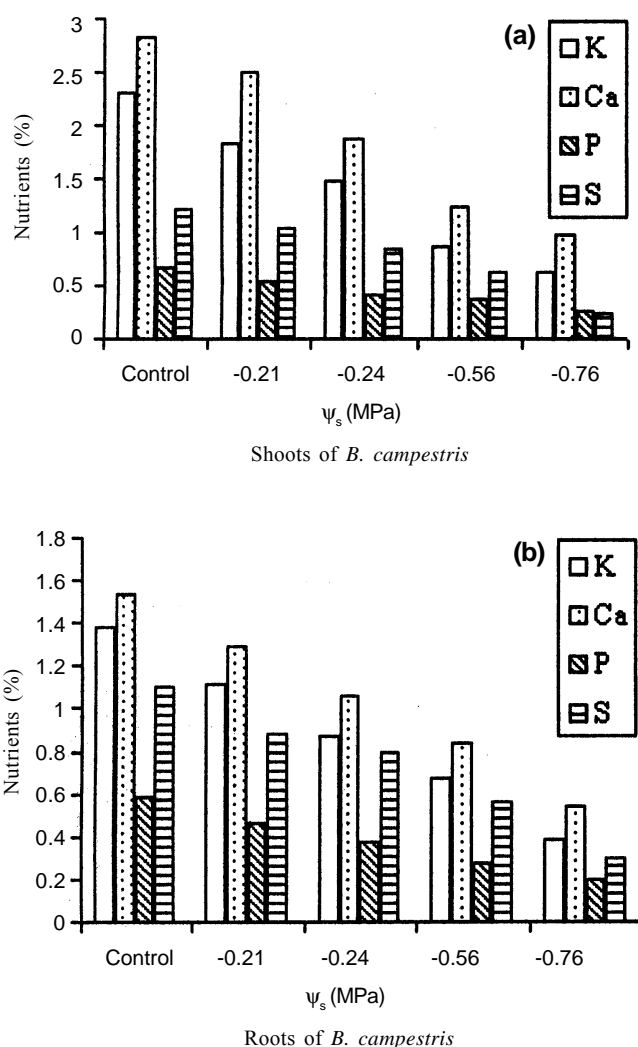 (a)
3
2.5
2
1.5
1
0.5
0
Nutrients (%)
K
Ca
P
S
Control -0.21 -0.24 -0.56 -0.76
ψs (MPa)
Shoots of B. campestris
(b)
1.8
1.6
1.4
1.2
1
0.8
0.6
0.4
0.2
0
Nutrients (%)
K
Ca
P
S
Control -0.21 -0.24 -0.56 -0.76
ψs (MPa)
Roots of B. campestris